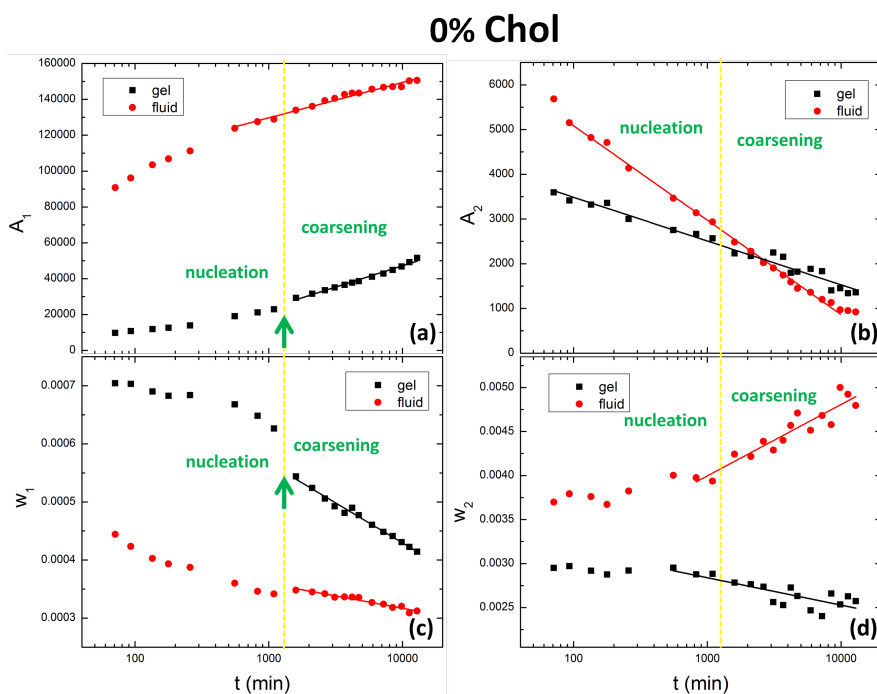 0% Chol
A1
160000
140000
120000
100000
80000
60000
40000
20000
0
gel
fluid
nucleation
coarsening
(a)
A2
6000
5000
4000
3000
2000
1000
0
gel
fluid
nucleation
coarsening
(b)
w1
0.0007
0.0006
0.0005
0.0004
0.0003
gel
fluid
coarsening
nucleation
(c)
100
1000
10000
t (min)
w2
0.0050
0.0045
0.0040
0.0035
0.0030
0.0025
gel
fluid
coarsening
nucleation
(d)
100
1000
10000
t (min)